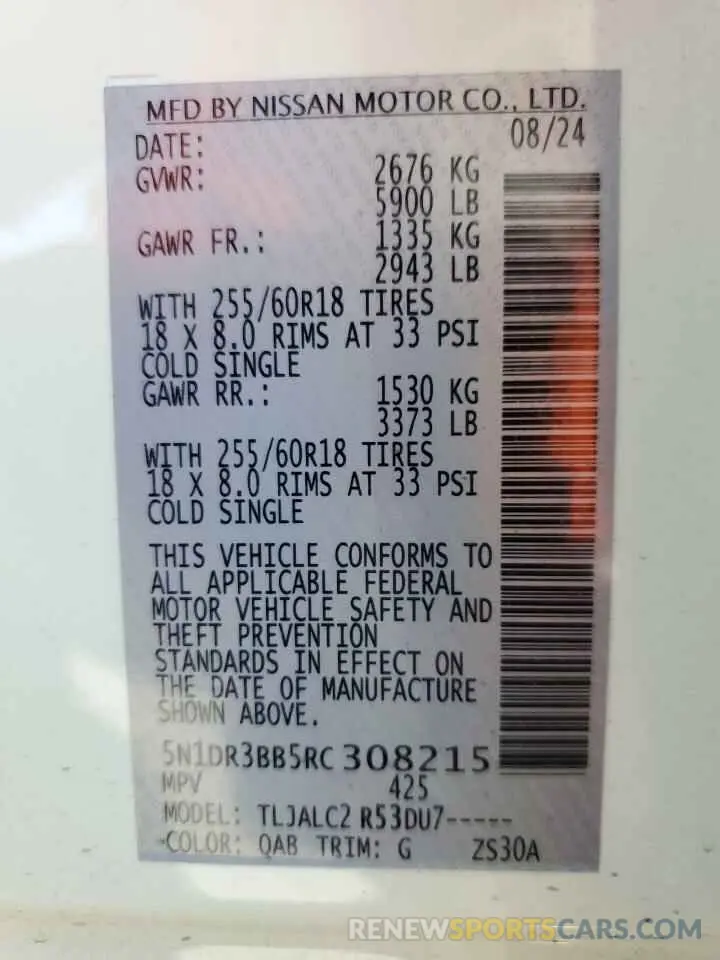 MFD BY NISSAN MOTOR CO., LTD.
DATE: 08/24
GVWR: 2676 KG
5900 LB
GAWR FR.: 1335 KG
2943 LB
WITH 255/60R18 TIRES
18 X 8.0 RIMS AT 33 PSI
COLD SINGLE
GAWR RR.: 1530 KG
3373 LB
WITH 255/60R18 TIRES
18 X 8.0 RIMS AT 33 PSI
COLD SINGLE
THIS VEHICLE CONFORMS TO
ALL APPLICABLE FEDERAL
MOTOR VEHICLE SAFETY AND
THEFT PREVENTION
STANDARDS IN EFFECT ON
THE DATE OF MANUFACTURE
SHOWN ABOVE.
5N1DR3BB5RC308215
MPV 425
MODEL: TLJALC2 R53DU7-----
COLOR: QAB TRIM: G ZS30A
RENEWSPORTSCARS.COM